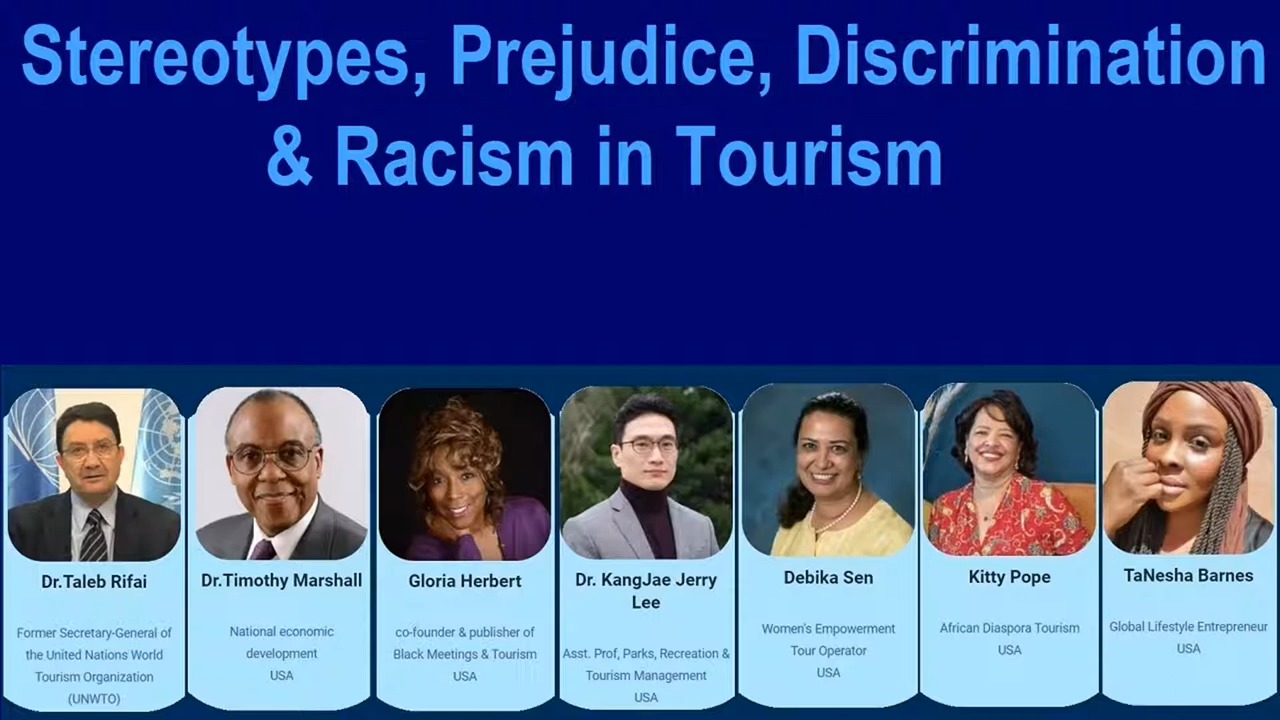 Stereotypes, Prejudice, Discrimination
& Racism in Tourism
Dr.Taleb Rifai
Former Secretary-General of
the United Nations World
Tourism Organization
(UNWTO)
Dr.Timothy Marshall
National economic
development
USA
Gloria Herbert
co-founder & publisher of
Black Meetings & Tourism
USA
Dr. KangJae Jerry
Lee
Asst. Prof, Parks, Recreation &
Tourism Management
USA
Debika Sen
Women's Empowerment
Tour Operator
USA
Kitty Pope
African Diaspora Tourism
USA
TaNesha Barnes
Global Lifestyle Entrepreneur
USA